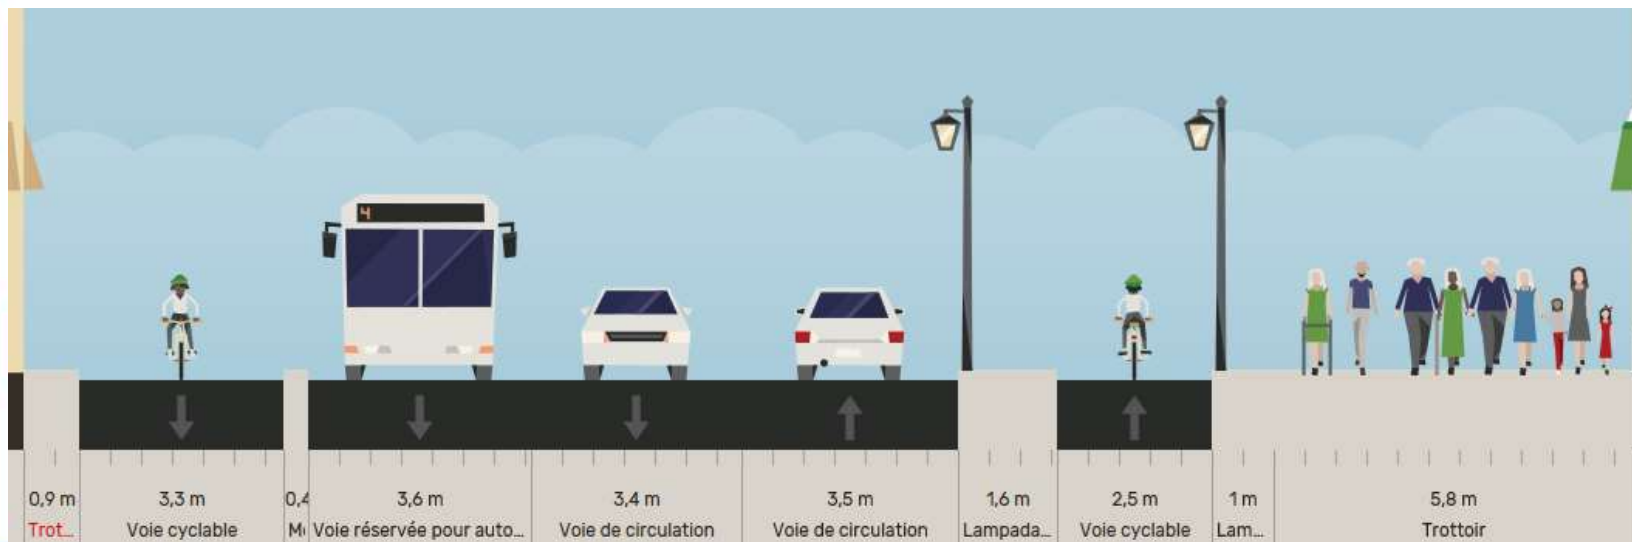 4
0,9 m
3,3 m
0,4
3,6 m
3,4 m
3,5 m
1,6 m
2,5 m
1 m
5,8 m
Trot...
Voie cyclable
Voie réservée pour auto...
Voie de circulation
Voie de circulation
Lampada...
Voie cyclable
Lam...
Trottoir